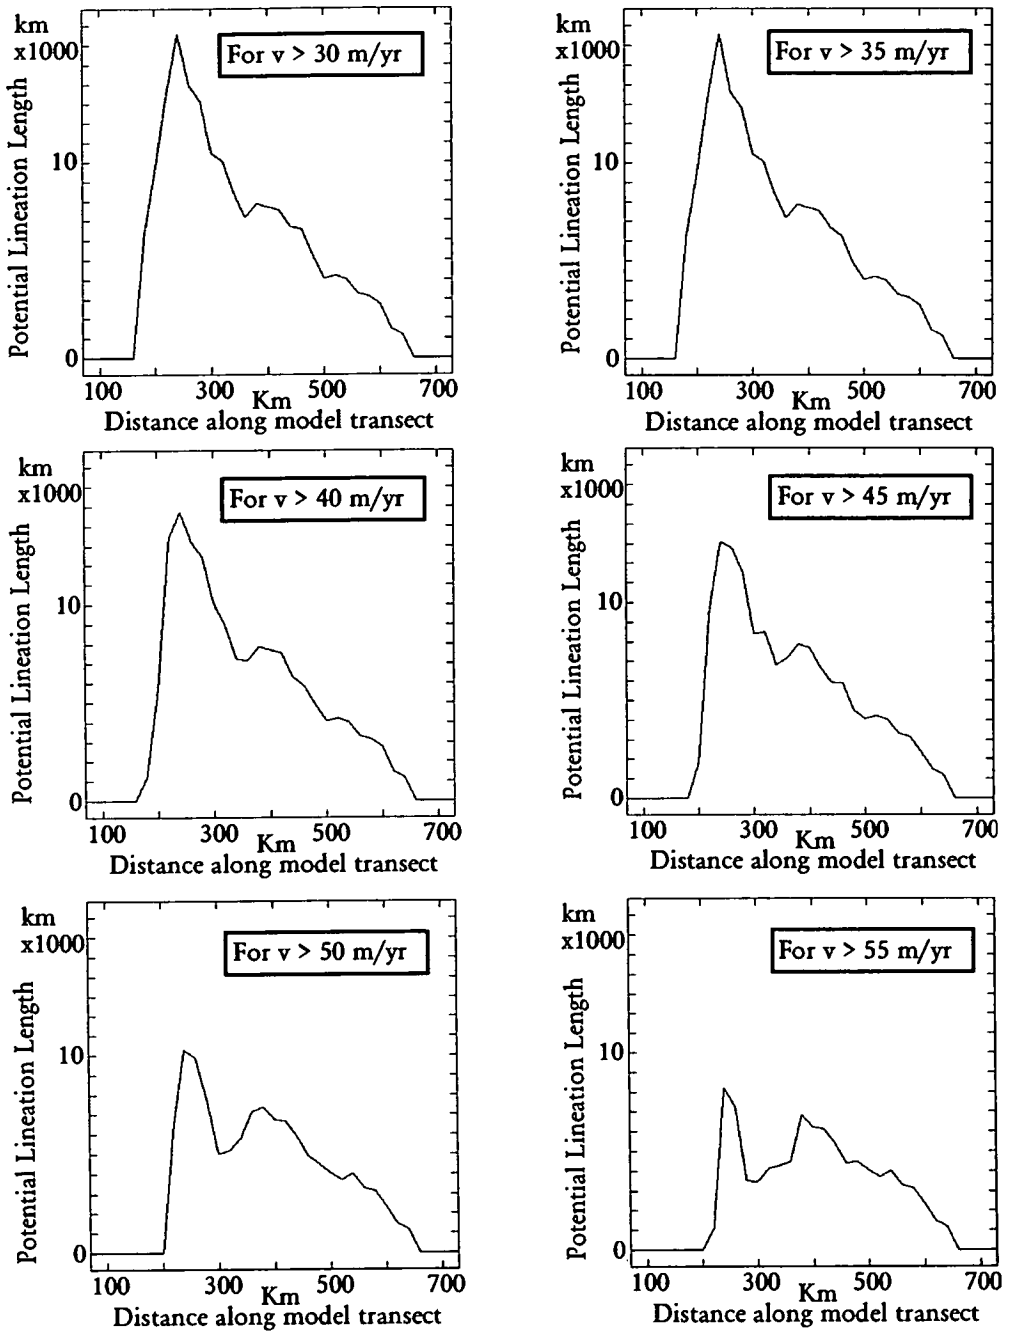 km
x1000
For v > 30 m/yr
Potential Lineation Length
10
0
100 300 500 700
Km
Distance along model transect
km
x1000
For v > 35 m/yr
Potential Lineation Length
10
0
100 300 500 700
Km
Distance along model transect
km
x1000
For v > 40 m/yr
Potential Lineation Length
10
0
100 300 500 700
Km
Distance along model transect
km
x1000
For v > 45 m/yr
Potential Lineation Length
10
0
100 300 500 700
Km
Distance along model transect
km
x1000
For v > 50 m/yr
Potential Lineation Length
10
0
100 300 500 700
Km
Distance along model transect
km
x1000
For v > 55 m/yr
Potential Lineation Length
10
0
100 300 500 700
Km
Distance along model transect